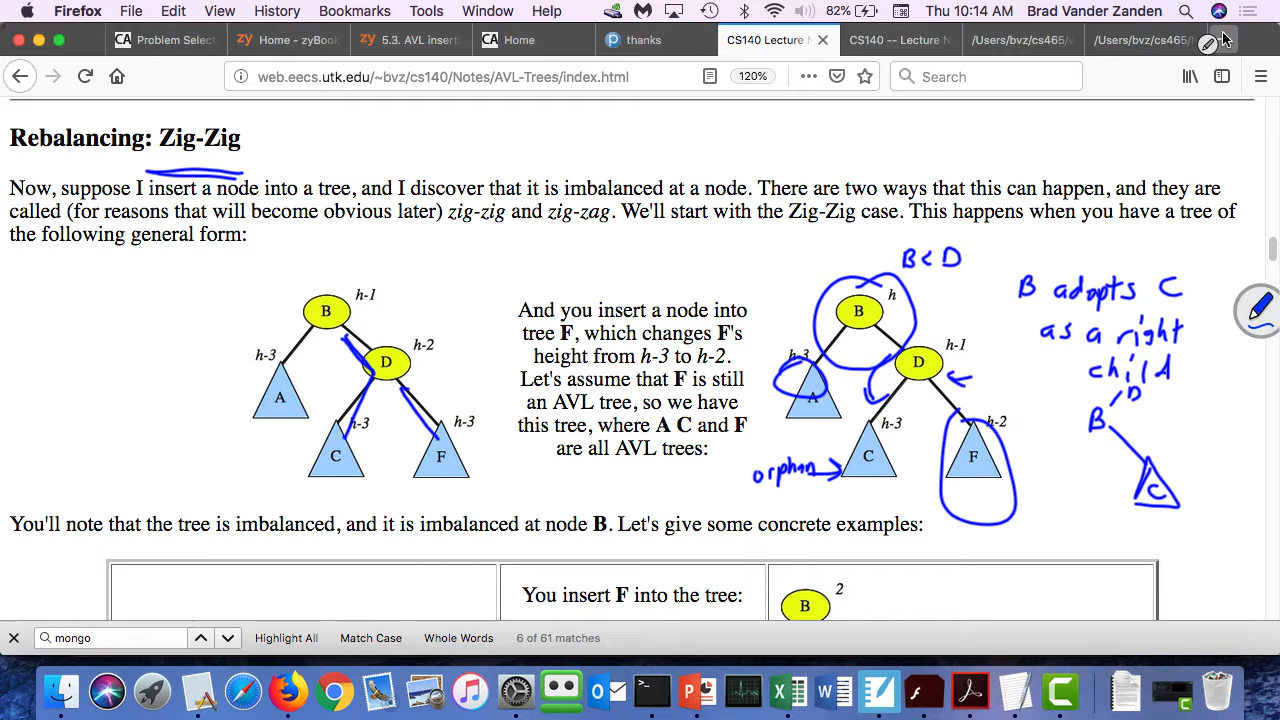 Firefox File Edit View History Bookmarks Tools Window Help 82% Thu 10:14 AM Brad Vander Zanden
CA Problem Selec zy Home - zyBook zy 5.3. AVL inserti CA Home thanks CS140 Lecture N CS140 -- Lecture N /Users/bvz/cs465/ /Users/bvz/cs465/
web.eecs.utk.edu/~bvz/cs140/Notes/AVL-Trees/index.html 120% Search
Rebalancing: Zig-Zig
Now, suppose I insert a node into a tree, and I discover that it is imbalanced at a node. There are two ways that this can happen, and they are
called (for reasons that will become obvious later) zig-zig and zig-zag. We'll start with the Zig-Zig case. This happens when you have a tree of
the following general form:
B h-1
h-3 D h-2
A
h-3 h-3
C F
And you insert a node into
tree F, which changes F's
height from h-3 to h-2.
Let's assume that F is still
an AVL tree, so we have
this tree, where A C and F
are all AVL trees:
B < D
B h
h-3 D h-1
A
h-3 h-2
orphan C F
B adopts C
as a right
child
D
B
C
You'll note that the tree is imbalanced, and it is imbalanced at node B. Let's give some concrete examples:
You insert F into the tree:
B 2
mongo Highlight All Match Case Whole Words 6 of 61 matches